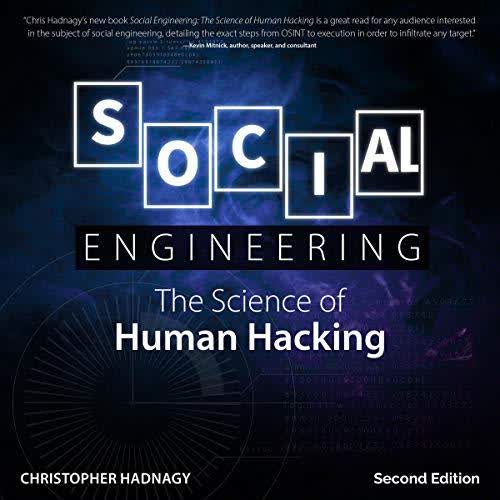 "Chris Hadnagy's new book Social Engineering: The Science of Human Hacking is a great read for any audience interested
in the subject of social engineering, detailing the exact steps from OSINT to execution in order to infiltrate any target."
—Kevin Mitnick, author, speaker, and consultant
SOCIAL
ENGINEERING
The Science of
Human Hacking
CHRISTOPHER HADNAGY
Second Edition